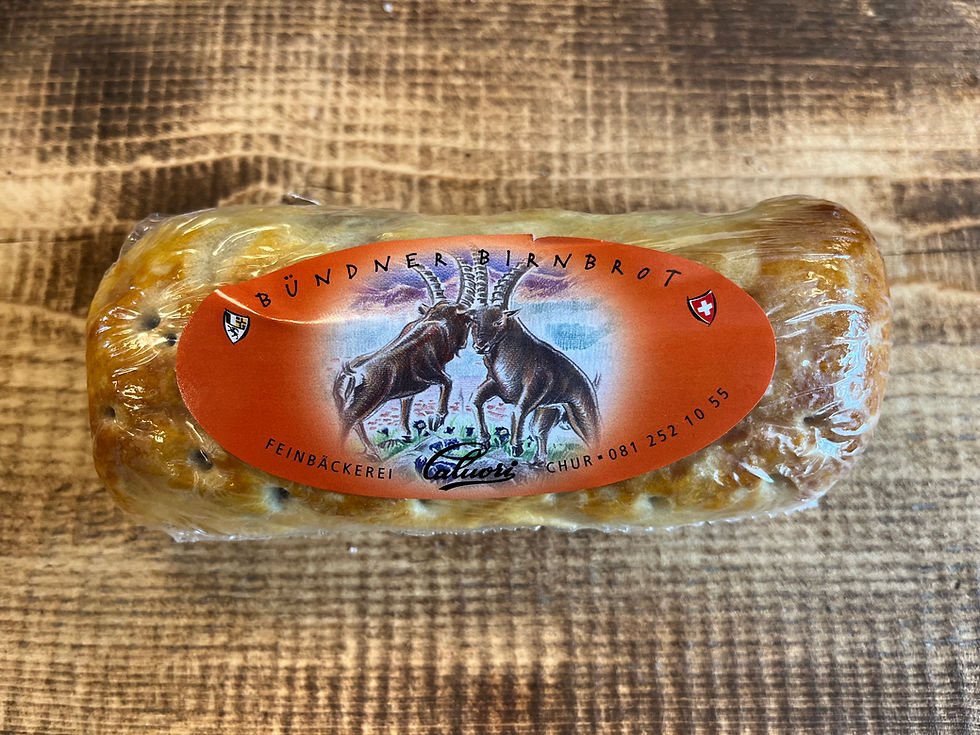 BÜNDNER BIRNBROT
FEINBÄCKEREI Caluori CHUR ▪ 081 252 10 55